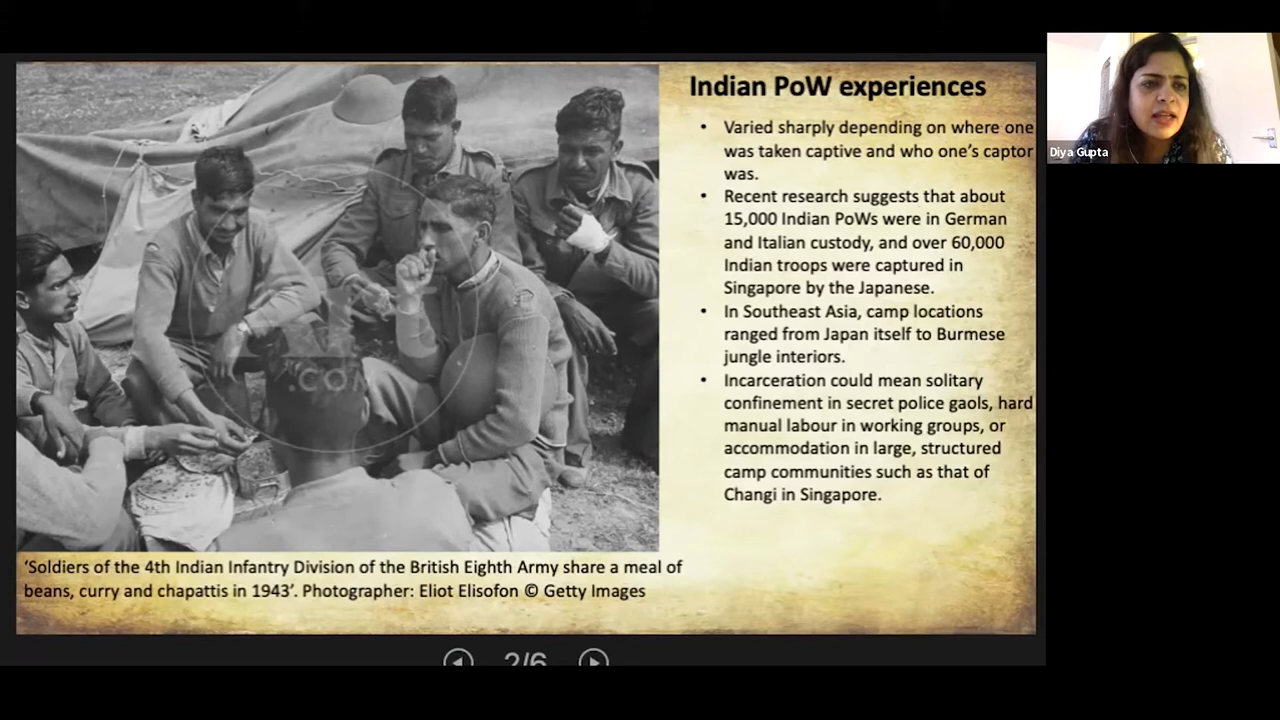 Indian PoW experiences
• Varied sharply depending on where one
was taken captive and who one's captor
was.
• Recent research suggests that about
15,000 Indian PoWs were in German
and Italian custody, and over 60,000
Indian troops were captured in
Singapore by the Japanese.
• In Southeast Asia, camp locations
ranged from Japan itself to Burmese
jungle interiors.
• Incarceration could mean solitary
confinement in secret police gaols, hard
manual labour in working groups, or
accommodation in large, structured
camp communities such as that of
Changi in Singapore.
.COM
'Soldiers of the 4th Indian Infantry Division of the British Eighth Army share a meal of
beans, curry and chapattis in 1943'. Photographer: Eliot Elisofon © Getty Images
2/6
Diya Gupta